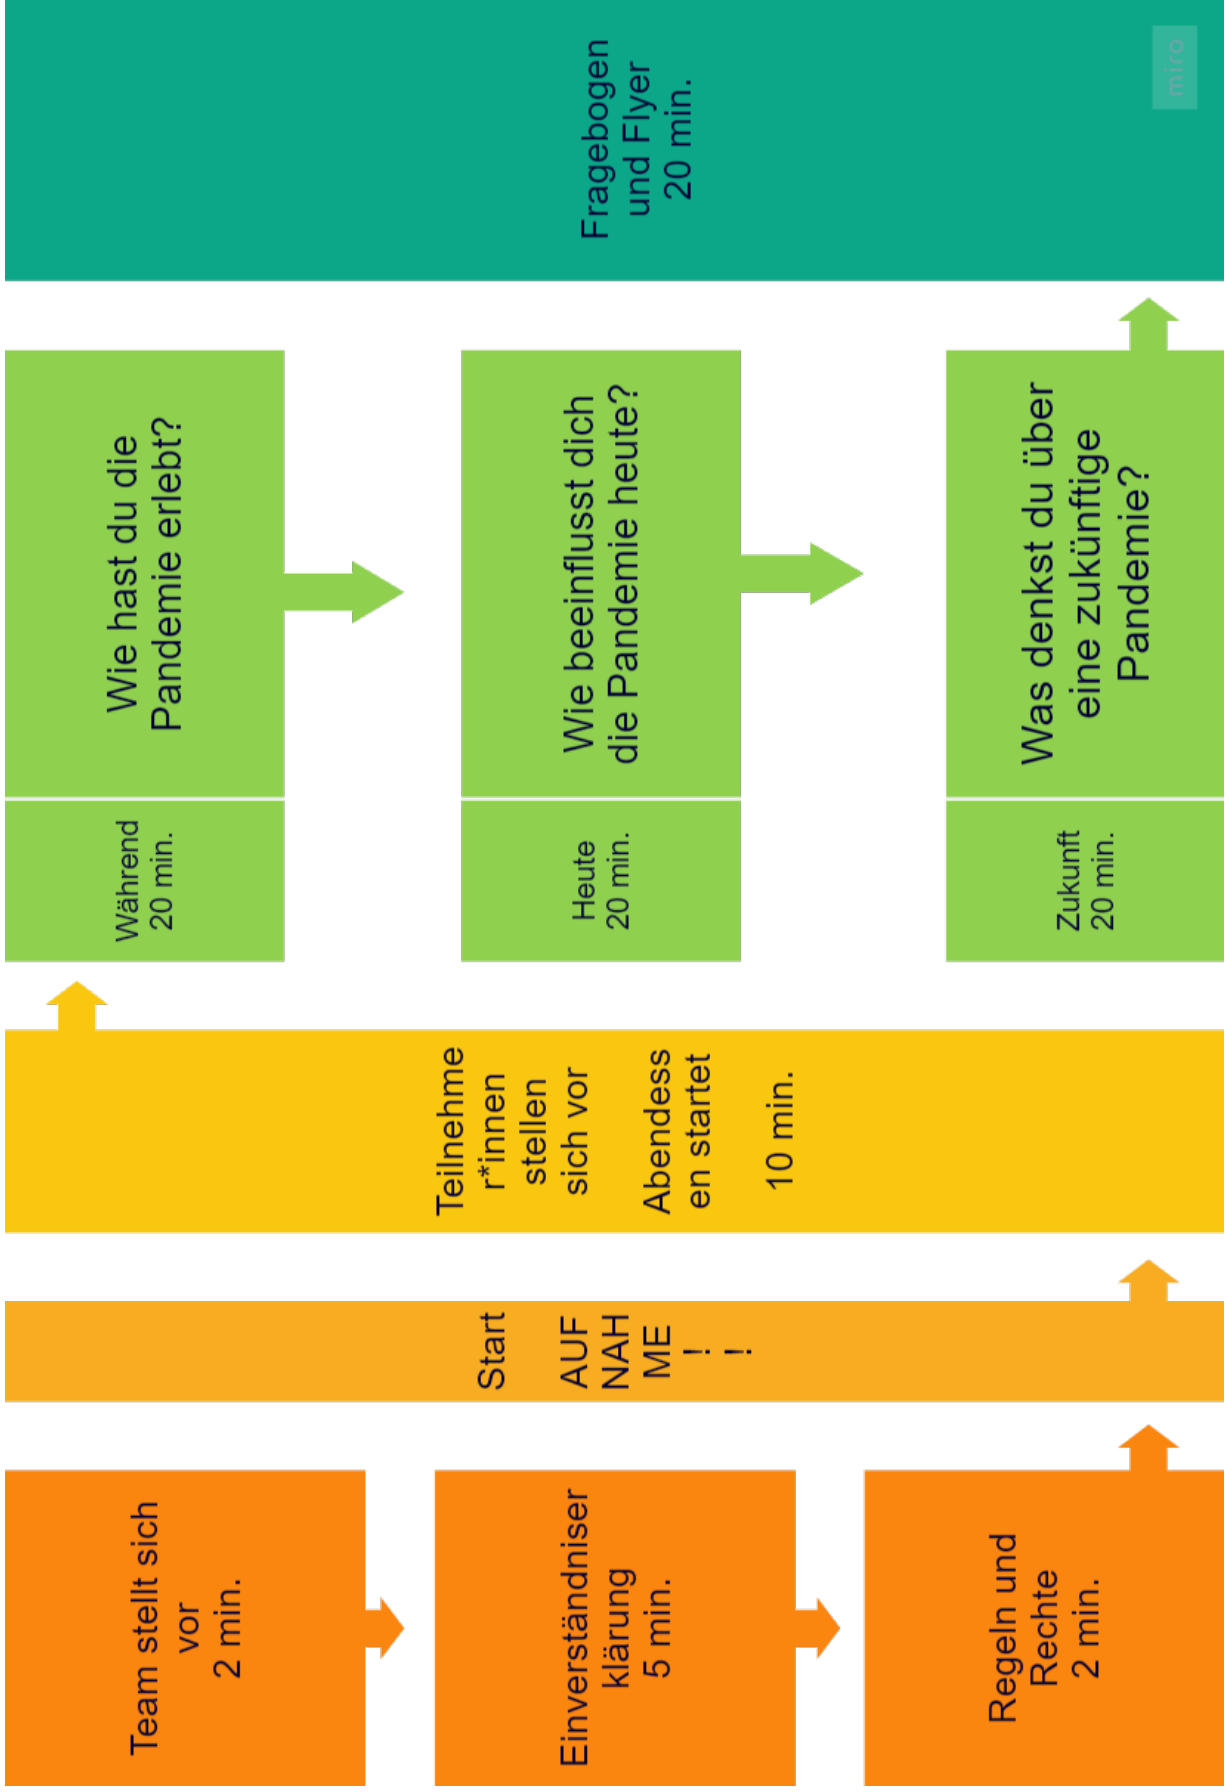 Team stellt sich
vor
2 min.
Einverständniser
klärung
5 min.
Regeln und
Rechte
2 min.
Start
AUF
NAH
ME
!
!
Teilnehme
r*innen
stellen
sich vor
Abendess
en startet
10 min.
Während
20 min.
Wie hast du die
Pandemie erlebt?
Heute
20 min.
Wie beeinflusst dich
die Pandemie heute?
Zukunft
20 min.
Was denkst du über
eine zukünftige
Pandemie?
Fragebogen
und Flyer
20 min.
miro